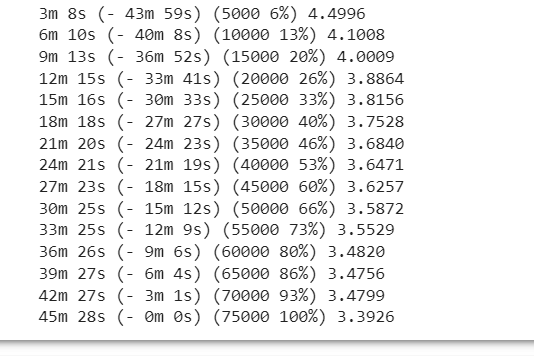 3m 8s (- 43m 59s) (5000 6%) 4.4996
6m 10s (- 40m 8s) (10000 13%) 4.1008
9m 13s (- 36m 52s) (15000 20%) 4.0009
12m 15s (- 33m 41s) (20000 26%) 3.8864
15m 16s (- 30m 33s) (25000 33%) 3.8156
18m 18s (- 27m 27s) (30000 40%) 3.7528
21m 20s (- 24m 23s) (35000 46%) 3.6840
24m 21s (- 21m 19s) (40000 53%) 3.6471
27m 23s (- 18m 15s) (45000 60%) 3.6257
30m 25s (- 15m 12s) (50000 66%) 3.5872
33m 25s (- 12m 9s) (55000 73%) 3.5529
36m 26s (- 9m 6s) (60000 80%) 3.4820
39m 27s (- 6m 4s) (65000 86%) 3.4756
42m 27s (- 3m 1s) (70000 93%) 3.4799
45m 28s (- 0m 0s) (75000 100%) 3.3926